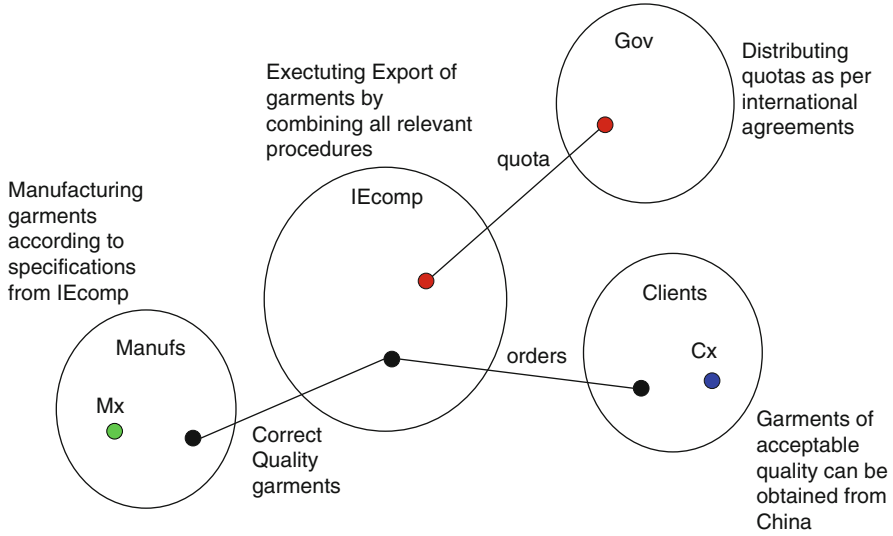 Gov
Distributing
quotas as per
international
agreements
Exectuting Export of
garments by
combining all relevant
procedures
quota
IEcomp
Manufacturing
garments
according to
specifications
from IEcomp
Clients
Manufs
orders
Cx
Mx
Correct
Quality
garments
Garments of
acceptable
quality can be
obtained from
China